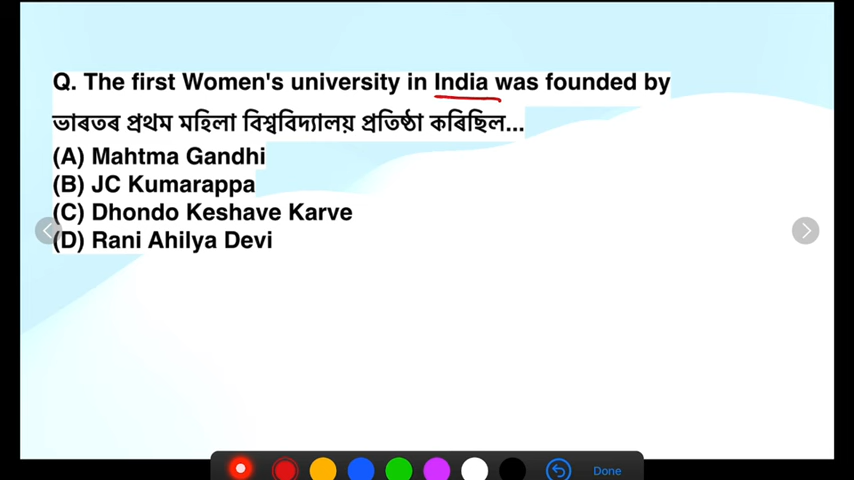 Q. The first Women's university in India was founded by
ভাৰতৰ প্ৰথম মহিলা বিশ্ববিদ্যালয় প্ৰতিষ্ঠা কৰিছিল...
(A) Mahtma Gandhi
(B) JC Kumarappa
(C) Dhondo Keshave Karve
(D) Rani Ahilya Devi
Done